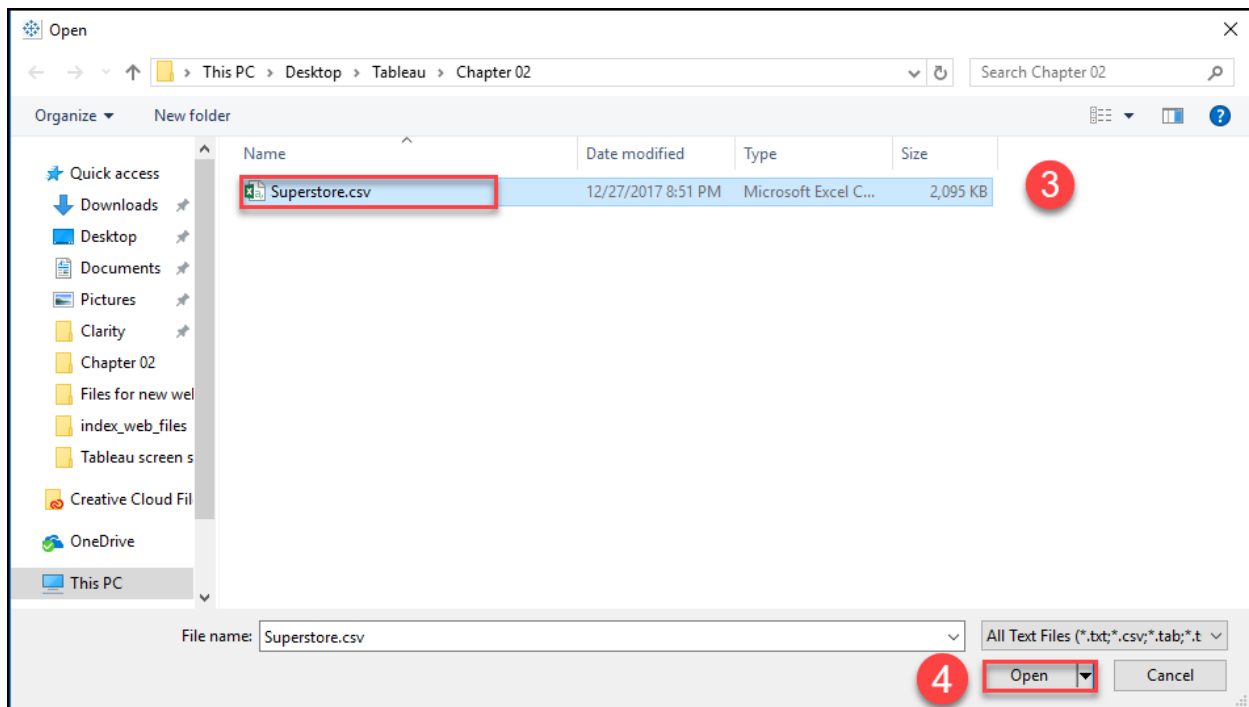 Open
This PC > Desktop > Tableau > Chapter 02
Search Chapter 02
Organize
New folder
?
Name
Date modified
Type
Size
Superstore.csv
12/27/2017 8:51 PM
Microsoft Excel C...
2,095 KB
3
Quick access
Downloads
Desktop
Documents
Pictures
Clarity
Chapter 02
Files for new wel
index_web_files
Tableau screen s
Creative Cloud Fil
OneDrive
This PC
File name:
Superstore.csv
All Text Files (*.txt;*.csv;*.tab;*.t
4
Open
Cancel